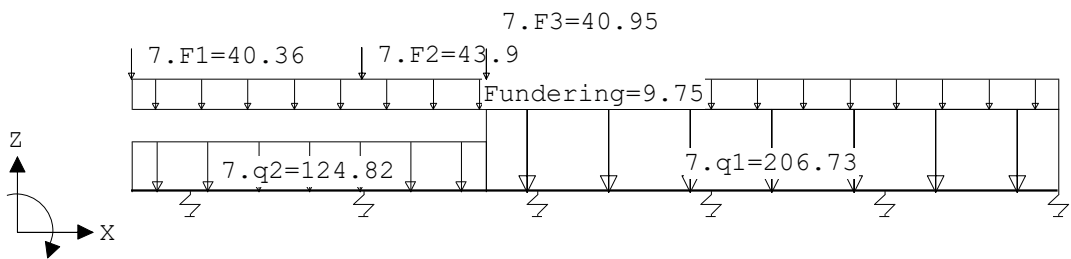 7.F3=40.95
7.F1=40.36
7.F2=43.9
Fundering=9.75
Z
7.q2=124.82
7.q1=206.73
X